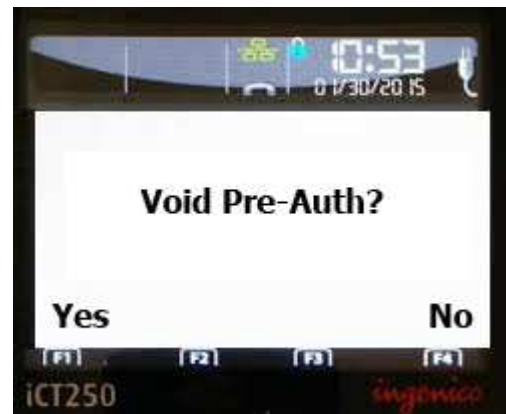 10:53
01/30/2015
Void Pre-Auth?
Yes No
F1 F2 F3 F4
iCT250 ingenico